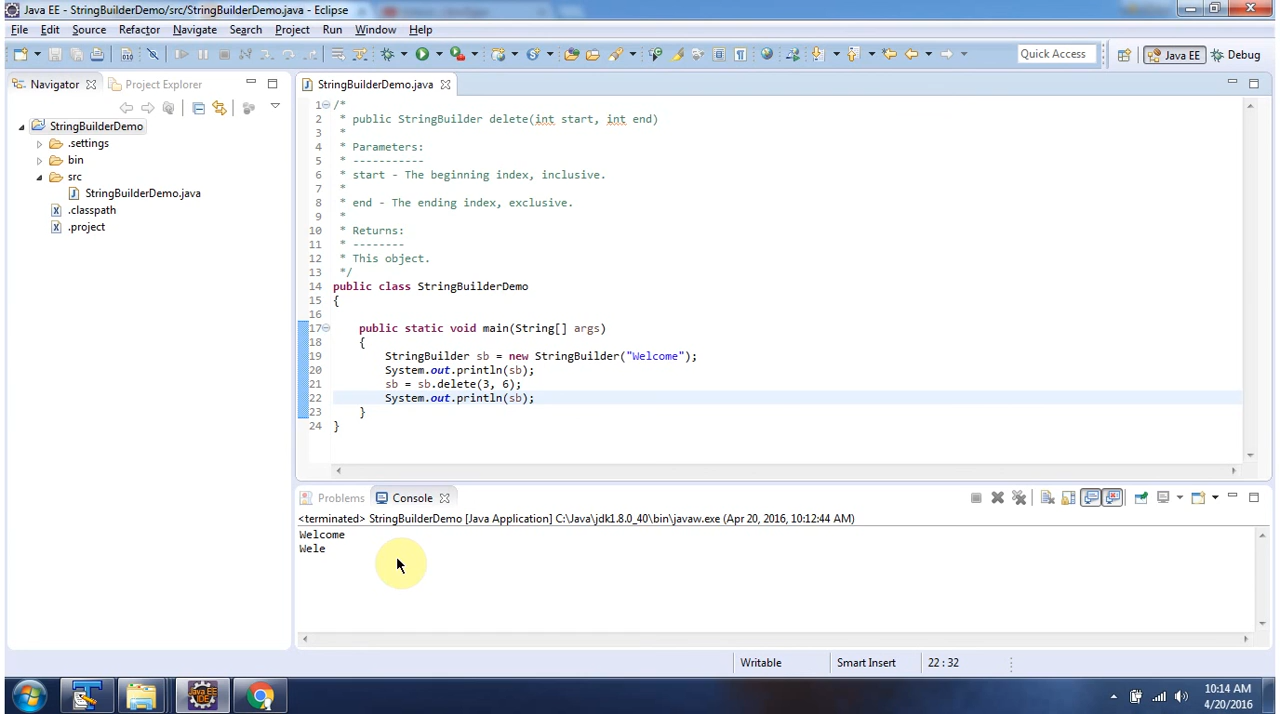 Java EE - StringBuilderDemo/src/StringBuilderDemo.java - Eclipse
File Edit Source Refactor Navigate Search Project Run Window Help
Quick Access
Java EE
Debug
Navigator
Project Explorer
StringBuilderDemo.java
StringBuilderDemo
.settings
bin
src
StringBuilderDemo.java
.classpath
.project
1 /*
2 * public StringBuilder delete(int start, int end)
3 *
4 * Parameters:
5 * -----------
6 * start - The beginning index, inclusive.
7 *
8 * end - The ending index, exclusive.
9 *
10 * Returns:
11 * --------
12 * This object.
13 */
14 public class StringBuilderDemo
15 {
16
17 public static void main(String[] args)
18 {
19 StringBuilder sb = new StringBuilder("Welcome");
20 System.out.println(sb);
21 sb = sb.delete(3, 6);
22 System.out.println(sb);
23 }
24 }
Problems
Console
<terminated> StringBuilderDemo [Java Application] C:\Java\jdk1.8.0_40\bin\javaw.exe (Apr 20, 2016, 10:12:44 AM)
Welcome
Wele
Writable
Smart Insert
22 : 32
Java EE
IDE
10:14 AM
4/20/2016